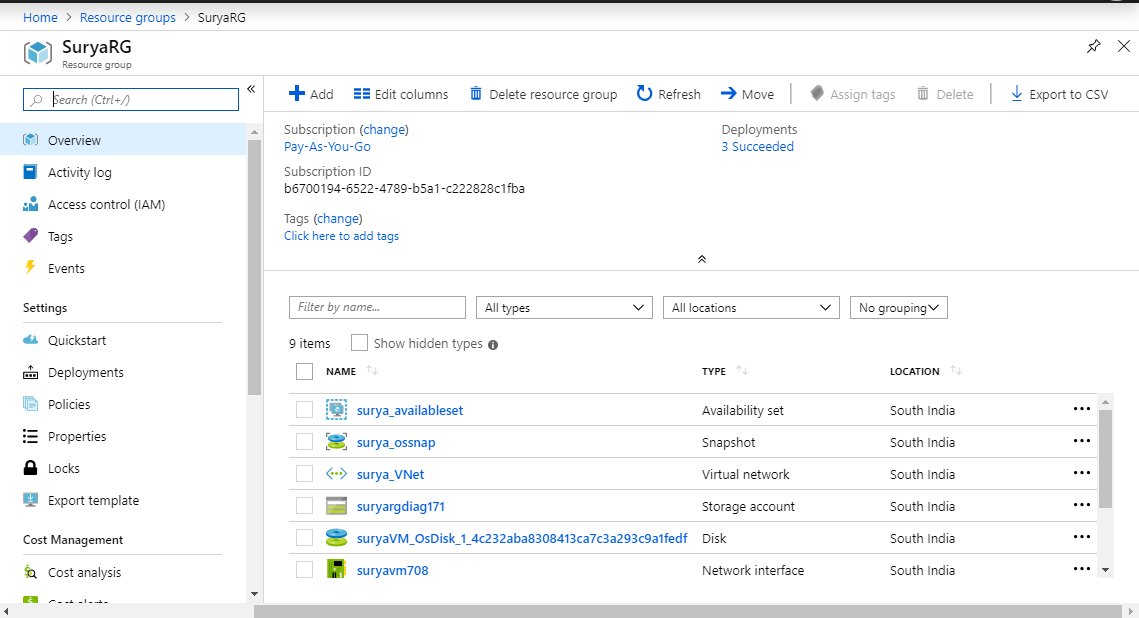 Home > Resource groups > SuryaRG
SuryaRG
Resource group
Search (Ctrl+/)
«
Overview
Activity log
Access control (IAM)
Tags
Events
Settings
Quickstart
Deployments
Policies
Properties
Locks
Export template
Cost Management
Cost analysis
Cost alerts
Add Edit columns Delete resource group Refresh Move Assign tags Delete Export to CSV
Subscription (change)
Pay-As-You-Go
Subscription ID
b6700194-6522-4789-b5a1-c222828c1fba
Tags (change)
Click here to add tags
Deployments
3 Succeeded
Filter by name... All types All locations No grouping
9 items Show hidden types
NAME TYPE LOCATION
surya_availableset Availability set South India
surya_ossnap Snapshot South India
surya_VNet Virtual network South India
suryargdiag171 Storage account South India
suryaVM_OsDisk_1_4c232aba8308413ca7c3a293c9a1fedf Disk South India
suryavm708 Network interface South India